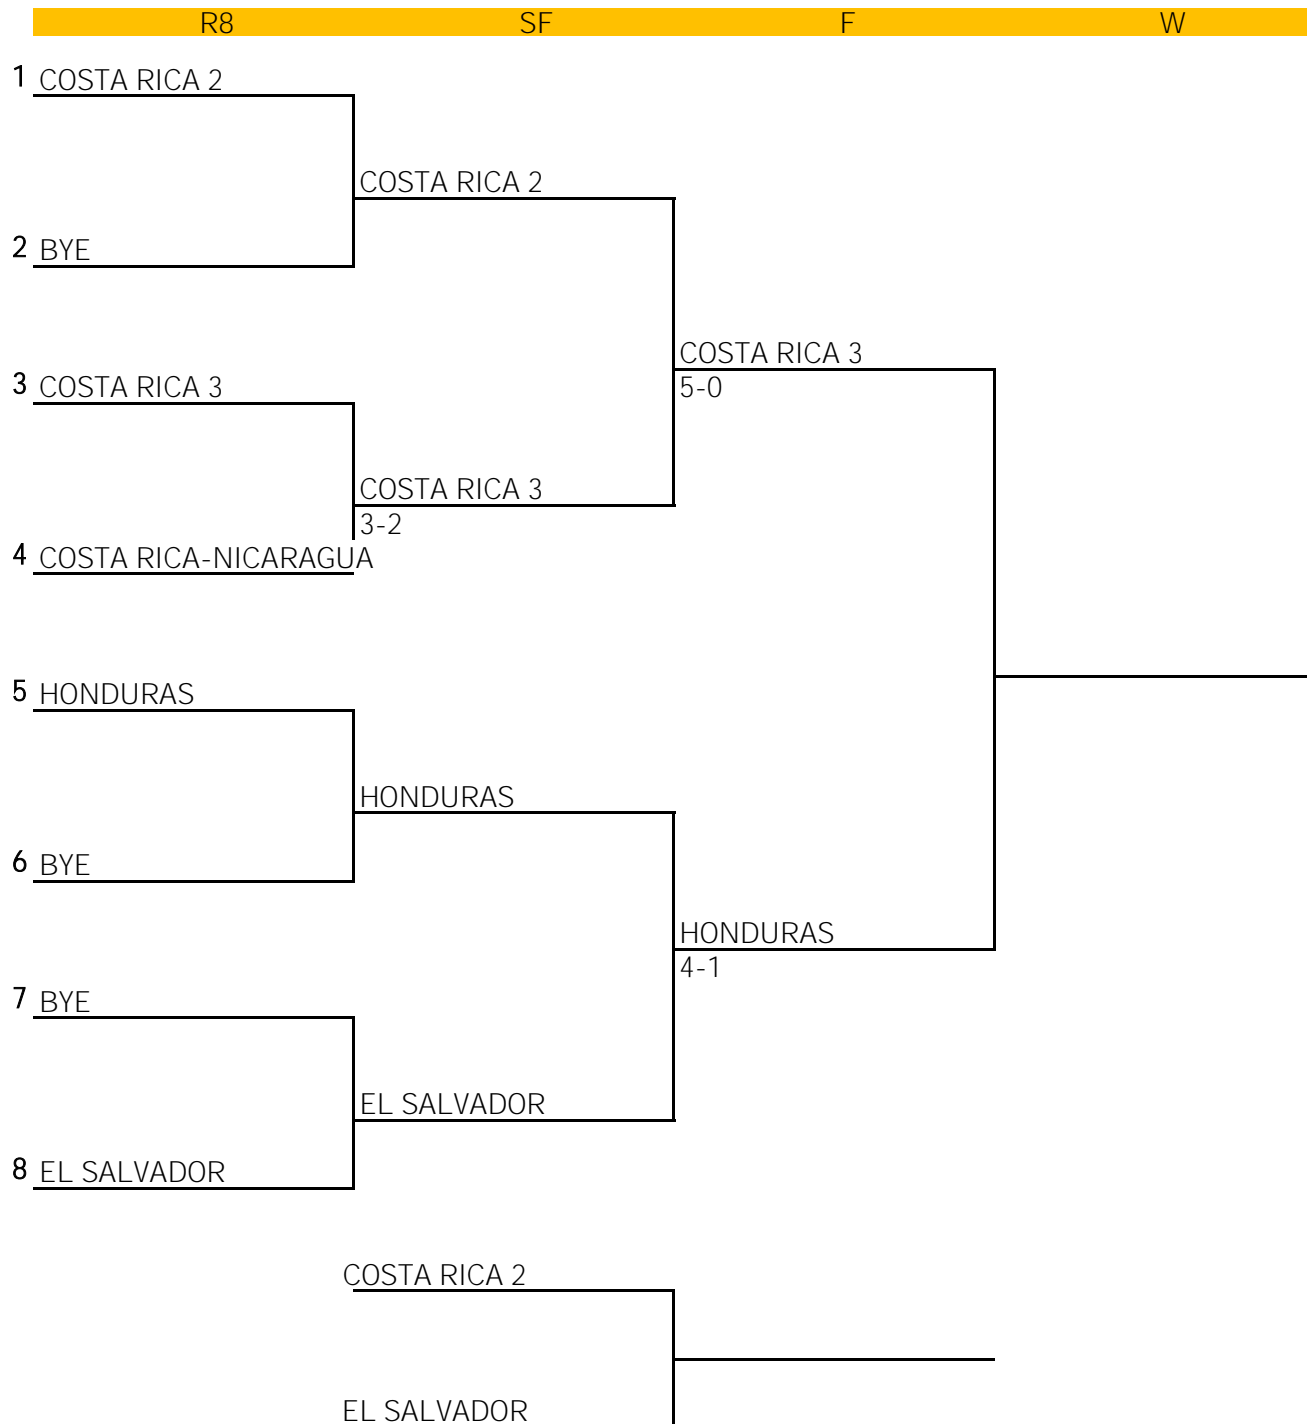 R8 SF F W
1 COSTA RICA 2
COSTA RICA 2
2 BYE
COSTA RICA 3
3 COSTA RICA 3
5-0
COSTA RICA 3
3-2
4 COSTA RICA-NICARAGUA
5 HONDURAS
HONDURAS
6 BYE
HONDURAS
4-1
7 BYE
EL SALVADOR
8 EL SALVADOR
COSTA RICA 2
EL SALVADOR